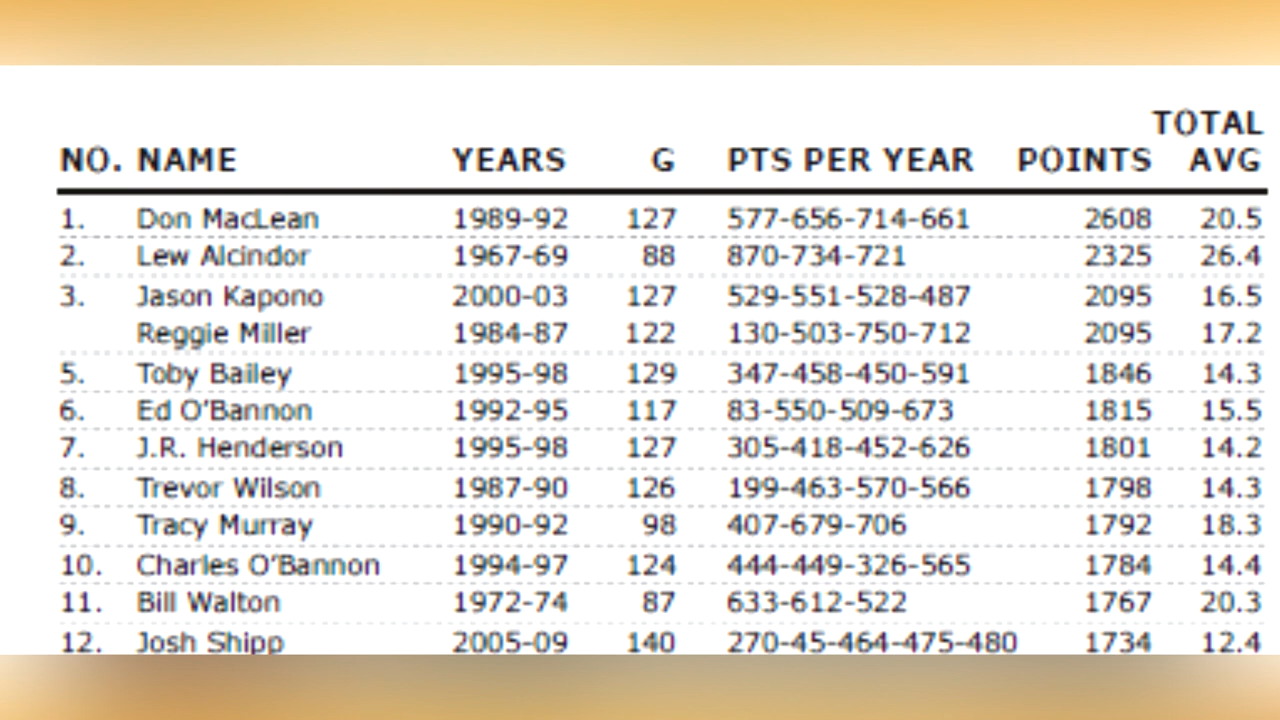 TOTAL
NO. NAME YEARS G PTS PER YEAR POINTS AVG
1. Don MacLean 1989-92 127 577-656-714-661 2608 20.5
2. Lew Alcindor 1967-69 88 870-734-721 2325 26.4
3. Jason Kapono 2000-03 127 529-551-528-487 2095 16.5
Reggie Miller 1984-87 122 130-503-750-712 2095 17.2
5. Toby Bailey 1995-98 129 347-458-450-591 1846 14.3
6. Ed O'Bannon 1992-95 117 83-550-509-673 1815 15.5
7. J.R. Henderson 1995-98 127 305-418-452-626 1801 14.2
8. Trevor Wilson 1987-90 126 199-463-570-566 1798 14.3
9. Tracy Murray 1990-92 98 407-679-706 1792 18.3
10. Charles O'Bannon 1994-97 124 444-449-326-565 1784 14.4
11. Bill Walton 1972-74 87 633-612-522 1767 20.3
12. Josh Shipp 2005-09 140 270-45-464-475-480 1734 12.4